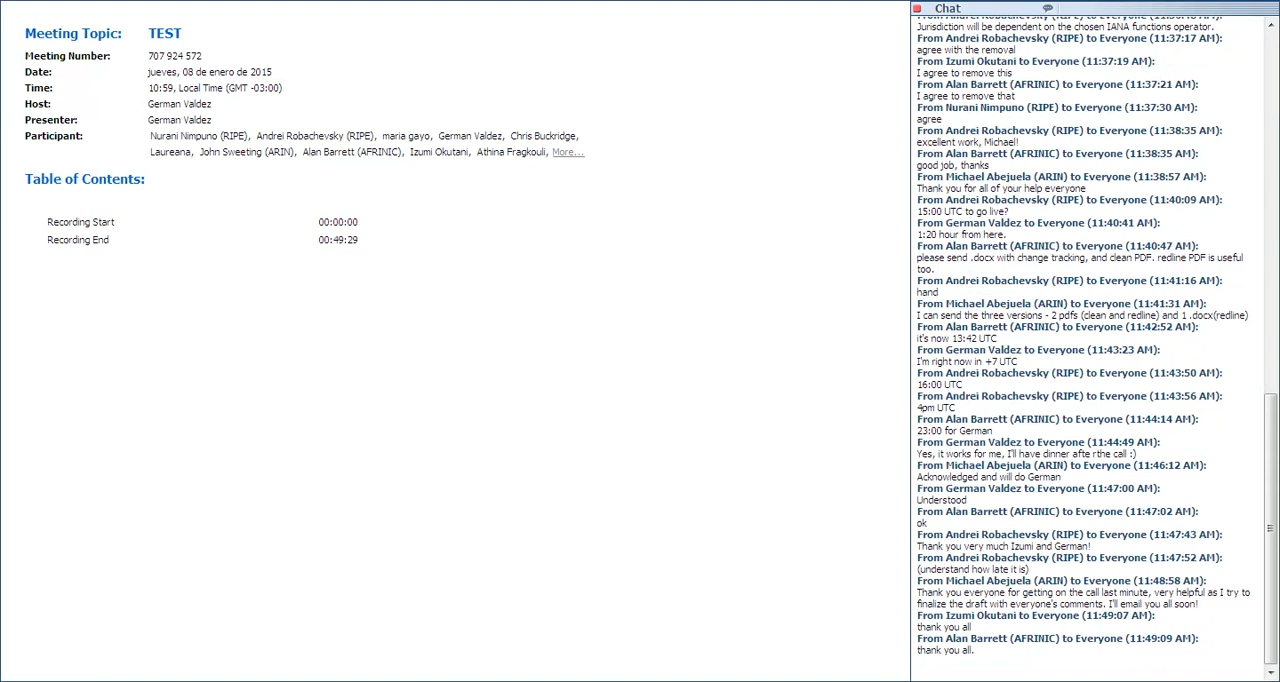 Meeting Topic: TEST
Meeting Number: 707 924 572
Date: jueves, 08 de enero de 2015
Time: 10:59, Local Time (GMT -03:00)
Host: German Valdez
Presenter: German Valdez
Participant: Nurani Nimpuno (RIPE), Andrei Robachevsky (RIPE), maria gayo, German Valdez, Chris Buckridge,
Laureana, John Sweeting (ARIN), Alan Barrett (AFRINIC), Izumi Okutani, Athina Fragkouli, More...
Table of Contents:
Recording Start 00:00:00
Recording End 00:49:29
Chat
Jurisdiction will be dependent on the chosen IANA functions operator.
From Andrei Robachevsky (RIPE) to Everyone (11:37:17 AM):
agree with the removal
From Izumi Okutani to Everyone (11:37:19 AM):
I agree to remove this
From Alan Barrett (AFRINIC) to Everyone (11:37:21 AM):
I agree to remove that
From Nurani Nimpuno (RIPE) to Everyone (11:37:30 AM):
agree
From Andrei Robachevsky (RIPE) to Everyone (11:38:35 AM):
excellent work, Michael!
From Alan Barrett (AFRINIC) to Everyone (11:38:35 AM):
good job, thanks
From Michael Abejuela (ARIN) to Everyone (11:38:57 AM):
Thank you for all of your help everyone
From Andrei Robachevsky (RIPE) to Everyone (11:40:09 AM):
15:00 UTC to go live?
From German Valdez to Everyone (11:40:41 AM):
1:20 hour from here.
From Alan Barrett (AFRINIC) to Everyone (11:40:47 AM):
please send .docx with change tracking, and clean PDF. redline PDF is useful
too.
From Andrei Robachevsky (RIPE) to Everyone (11:41:16 AM):
hand
From Michael Abejuela (ARIN) to Everyone (11:41:31 AM):
I can send the three versions - 2 pdfs (clean and redline) and 1 .docx(redline)
From Alan Barrett (AFRINIC) to Everyone (11:42:52 AM):
it's now 13:42 UTC
From German Valdez to Everyone (11:43:23 AM):
I'm right now in +7 UTC
From Andrei Robachevsky (RIPE) to Everyone (11:43:50 AM):
16:00 UTC
From Andrei Robachevsky (RIPE) to Everyone (11:43:56 AM):
4pm UTC
From Alan Barrett (AFRINIC) to Everyone (11:44:14 AM):
23:00 for German
From German Valdez to Everyone (11:44:49 AM):
Yes, it works for me, I'll have dinner afte rthe call :)
From Michael Abejuela (ARIN) to Everyone (11:46:12 AM):
Acknowledged and will do German
From German Valdez to Everyone (11:47:00 AM):
Understood
From Alan Barrett (AFRINIC) to Everyone (11:47:02 AM):
ok
From Andrei Robachevsky (RIPE) to Everyone (11:47:43 AM):
Thank you very much Izumi and German!
From Andrei Robachevsky (RIPE) to Everyone (11:47:52 AM):
(understand how late it is)
From Michael Abejuela (ARIN) to Everyone (11:48:58 AM):
Thank you everyone for getting on the call last minute, very helpful as I try to
finalize the draft with everyone's comments. I'll email you all soon!
From Izumi Okutani to Everyone (11:49:07 AM):
thank you all
From Alan Barrett (AFRINIC) to Everyone (11:49:09 AM):
thank you all.